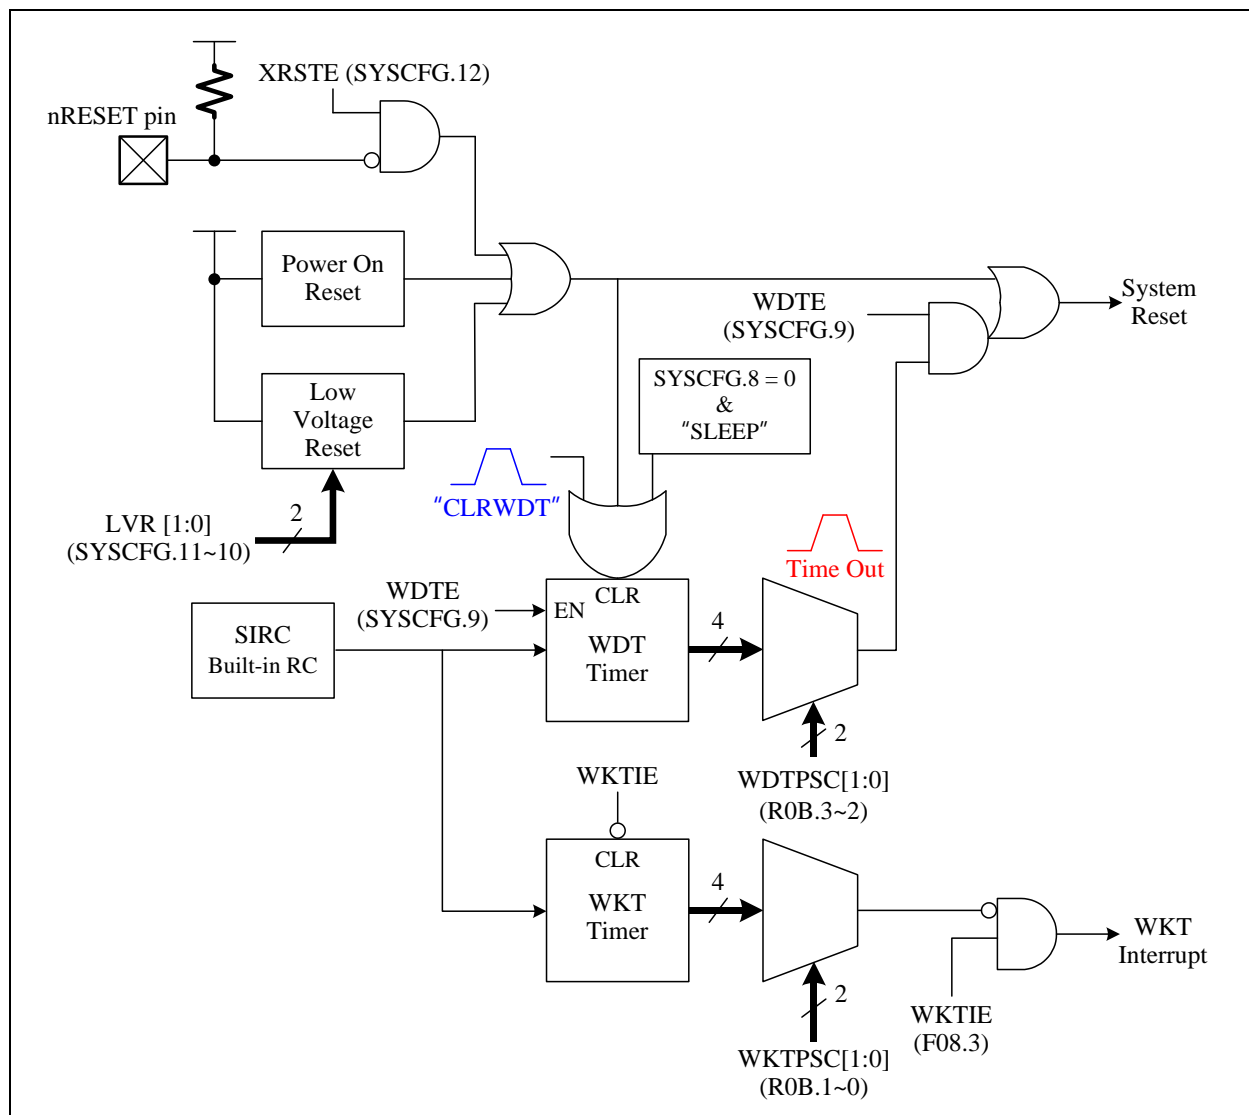 XRSTE (SYSCFG.12)
nRESET pin
Power On
Reset
WDTE
(SYSCFG.9)
System
Reset
Low
Voltage
Reset
SYSCFG.8 = 0
&
"SLEEP"
"CLRWDT"
LVR [1:0]
(SYSCFG.11~10)
2
Time Out
WDTE
(SYSCFG.9)
CLR
EN
WDT
Timer
4
SIRC
Built-in RC
2
WDTPSC[1:0]
(R0B.3~2)
WKTIE
CLR
WKT
Timer
4
WKT
Interrupt
2
WKTIE
(F08.3)
WKTPSC[1:0]
(R0B.1~0)